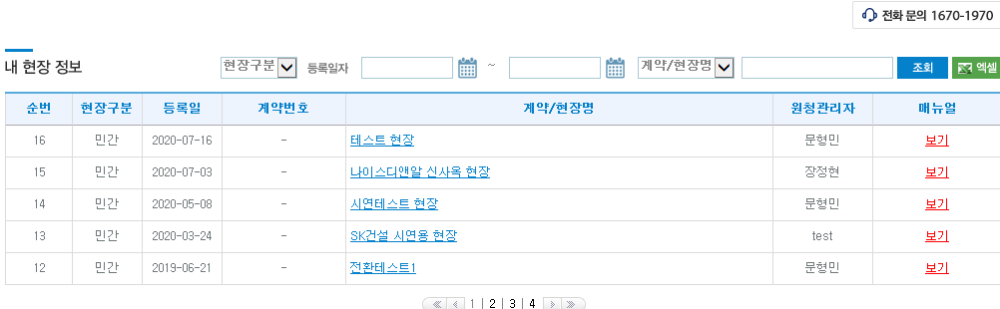 전화 문의 1670-1970
내 현장 정보 현장구분 등록일자 ~ 계약/현장명 조회 엑셀
순번 현장구분 등록일 계약번호 계약/현장명 원청관리자 매뉴얼
16 민간 2020-07-16 - 테스트 현장 문형민 보기
15 민간 2020-07-03 - 나이스디앤알 신사옥 현장 장정현 보기
14 민간 2020-05-08 - 시연테스트 현장 문형민 보기
13 민간 2020-03-24 - SK건설 시연용 현장 test 보기
12 민간 2019-06-21 - 전환테스트1 문형민 보기
1 | 2 | 3 | 4